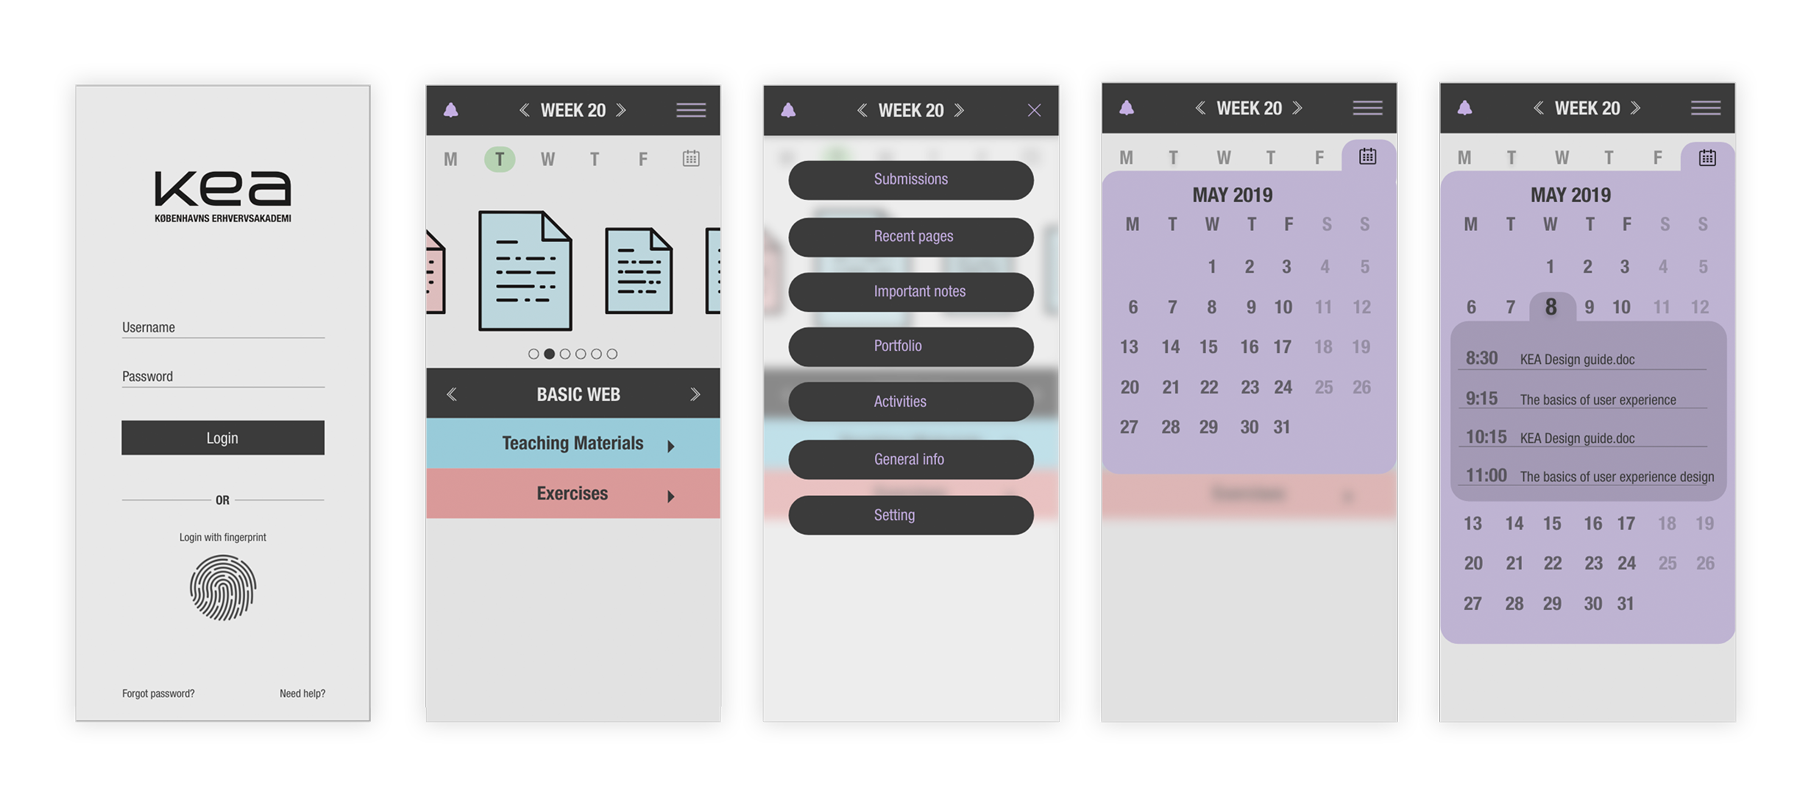 kea
KØBENHAVNS ERHVERVSAKADEMI
Username
Password
Login
OR
Login with fingerprint
Forgot password? Need help?
WEEK 20
M T W T F
BASIC WEB
Teaching Materials
Exercises
WEEK 20
Submissions
Recent pages
Important notes
Portfolio
Activities
General info
Setting
WEEK 20
M T W T F
MAY 2019
M T W T F S S
1 2 3 4 5
6 7 8 9 10 11 12
13 14 15 16 17 18 19
20 21 22 23 24 25 26
27 28 29 30 31
Exercises
WEEK 20
M T W T F
MAY 2019
M T W T F S S
1 2 3 4 5
6 7 8 9 10 11 12
8:30 KEA Design guide.doc
9:15 The basics of user experience
10:15 KEA Design guide.doc
11:00 The basics of user experience design
13 14 15 16 17 18 19
20 21 22 23 24 25 26
27 28 29 30 31